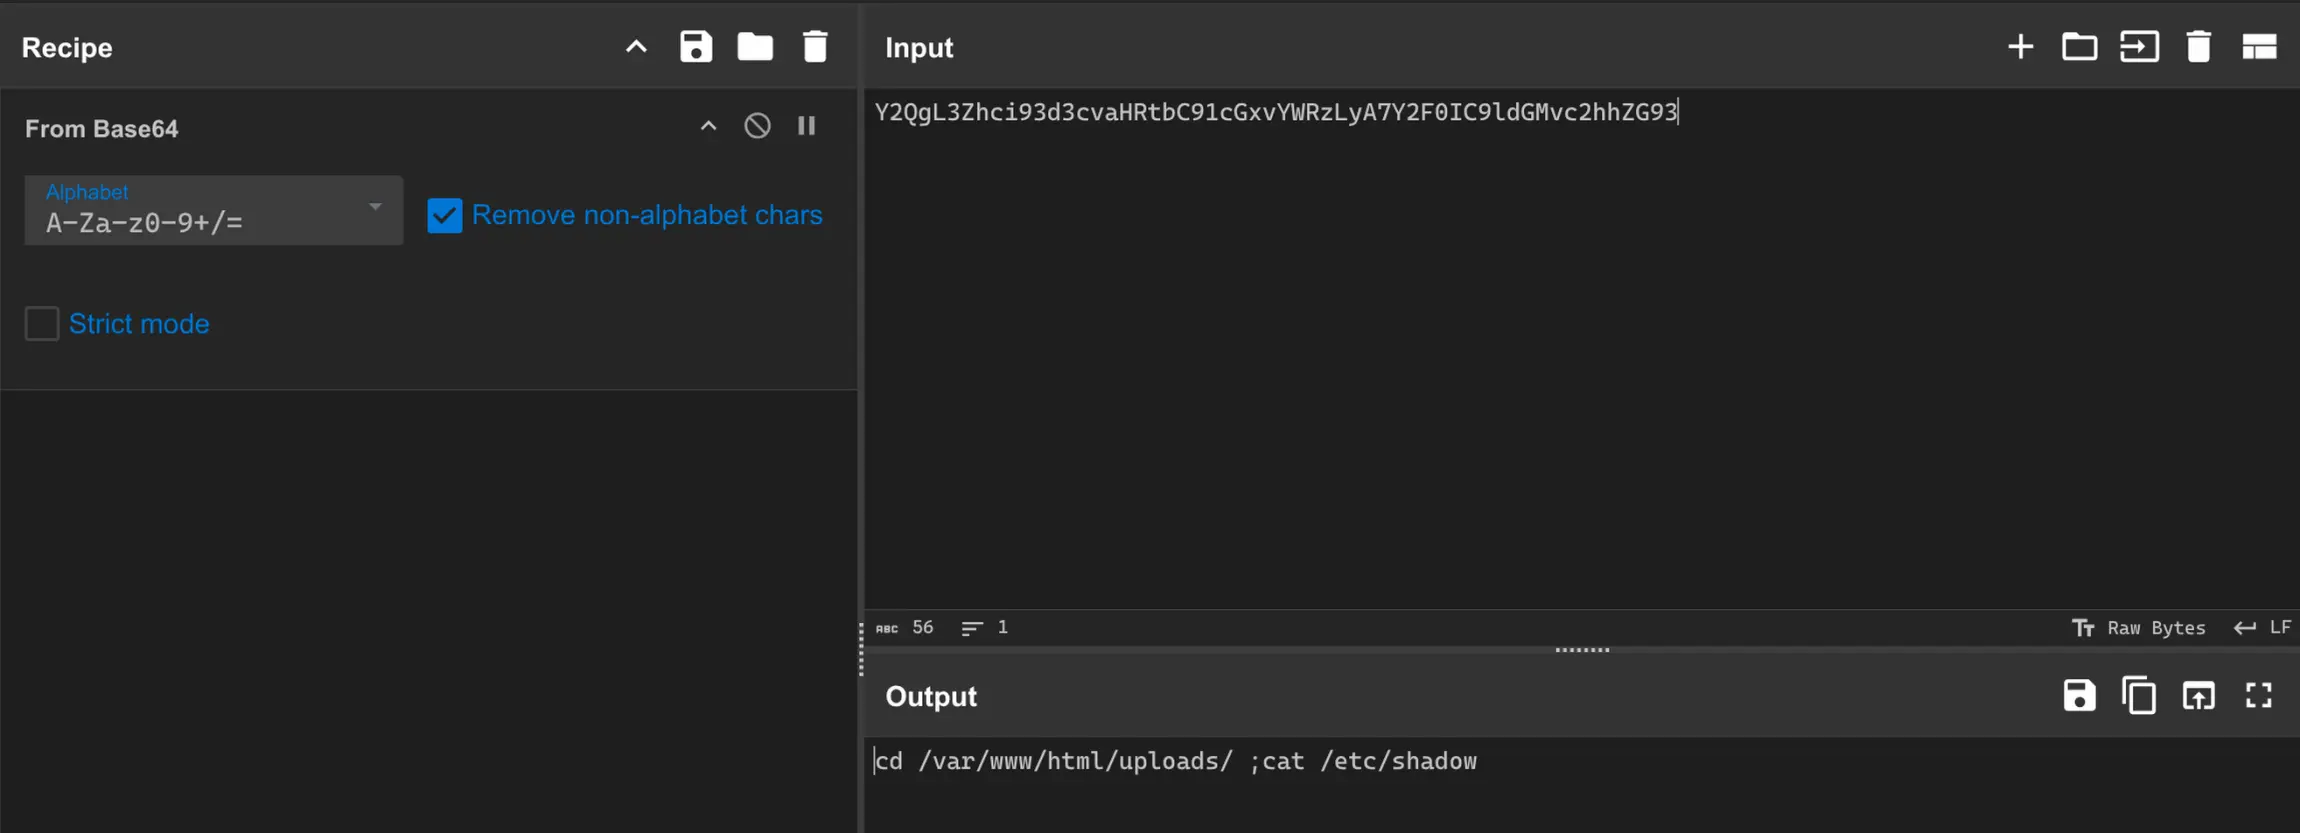 Recipe
From Base64
Alphabet
A-Za-z0-9+/=
Remove non-alphabet chars
Strict mode
Input
Y2QgL3Zhci93d3cvaHRtbC91cGxvYWRzLyA7Y2F0IC9ldGMvc2hhZG93
ABC 56 1
Tт Raw Bytes LF
Output
cd /var/www/html/uploads/ ;cat /etc/shadow